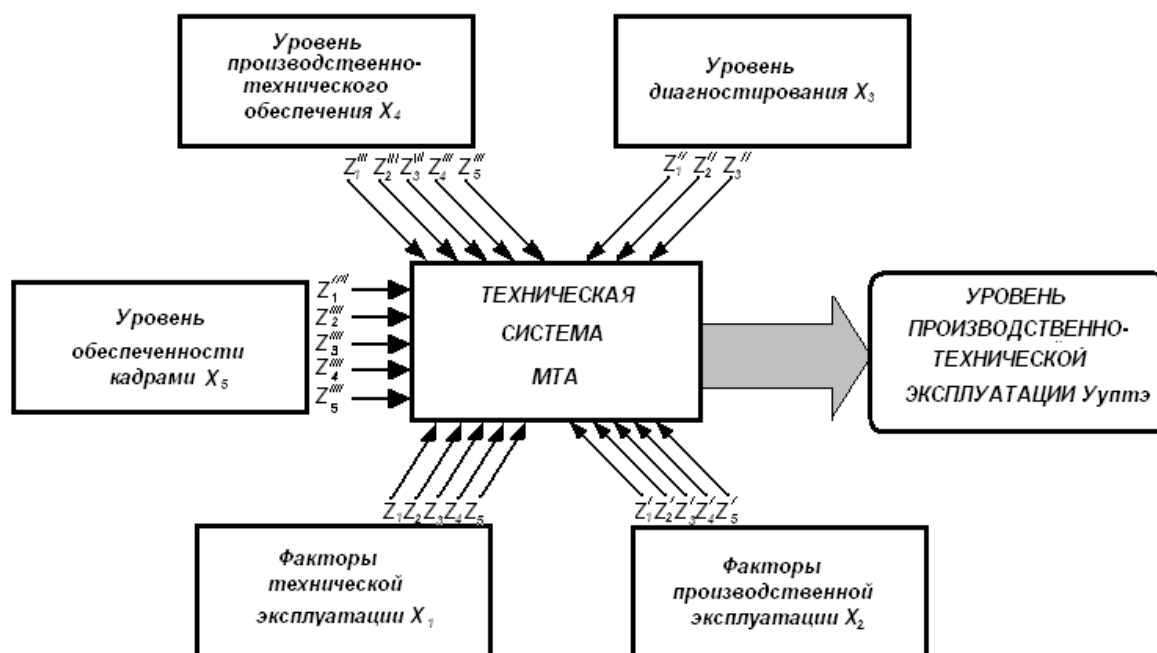 Уровень
производственно-
технического
обеспечения X₄
Уровень
диагностирования X₃
Z₁''' Z₂''' Z₃''' Z₄''' Z₅'''
Z₁'' Z₂'' Z₃''
Уровень
обеспеченности
кадрами X₅
Z₁''''
Z₂''''
Z₃''''
Z₄''''
Z₅''''
ТЕХНИЧЕСКАЯ
СИСТЕМА
МТА
УРОВЕНЬ
ПРОИЗВОДСТВЕННО-
ТЕХНИЧЕСКОЙ
ЭКСПЛУАТАЦИИ Ууптэ
Z₁ Z₂ Z₃ Z₄ Z₅
Z₁' Z₂' Z₃' Z₄' Z₅'
Факторы
технической
эксплуатации X₁
Факторы
производственной
эксплуатации X₂